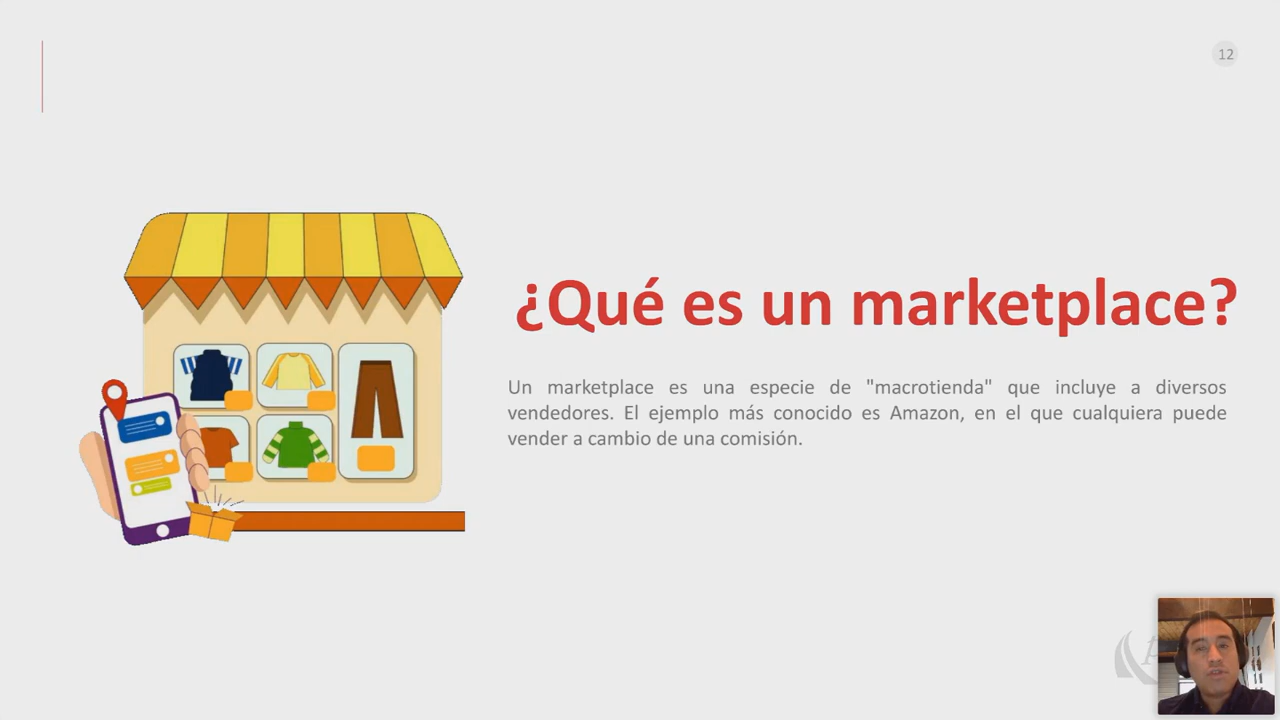 12
¿Qué es un marketplace?
Un marketplace es una especie de "macrotienda" que incluye a diversos
vendedores. El ejemplo más conocido es Amazon, en el que cualquiera puede
vender a cambio de una comisión.